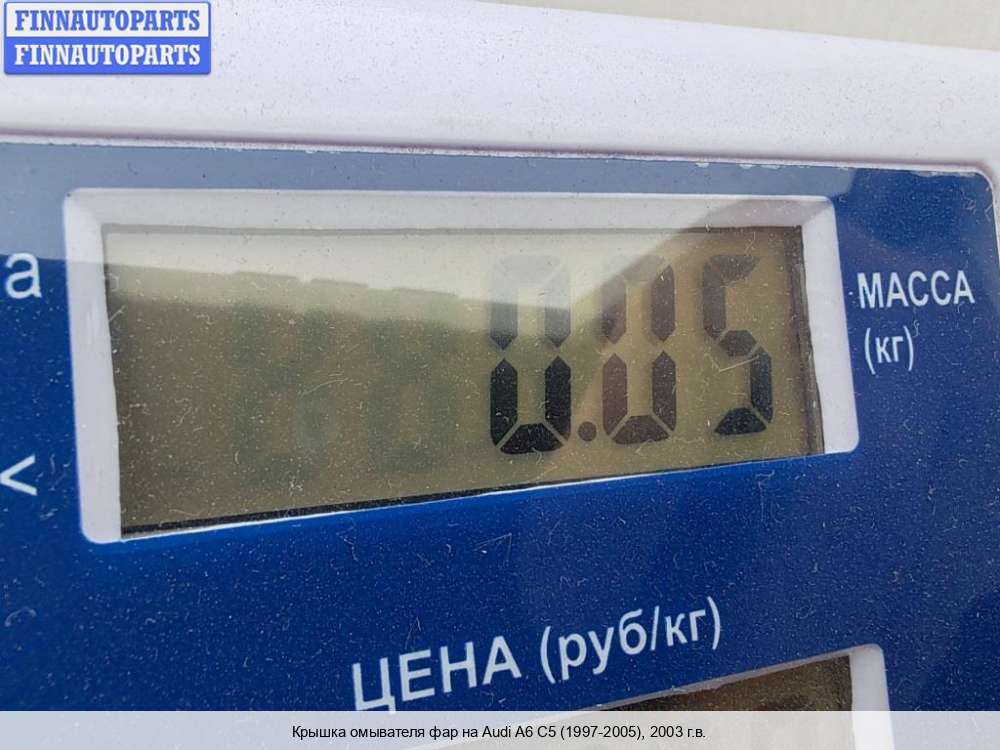 FINNAUTOPARTS
FINNAUTOPARTS
а
МАССА
(кг)
0.05
<
ЦЕНА (руб/кг)
Крышка омывателя фар на Audi A6 C5 (1997-2005), 2003 г.в.